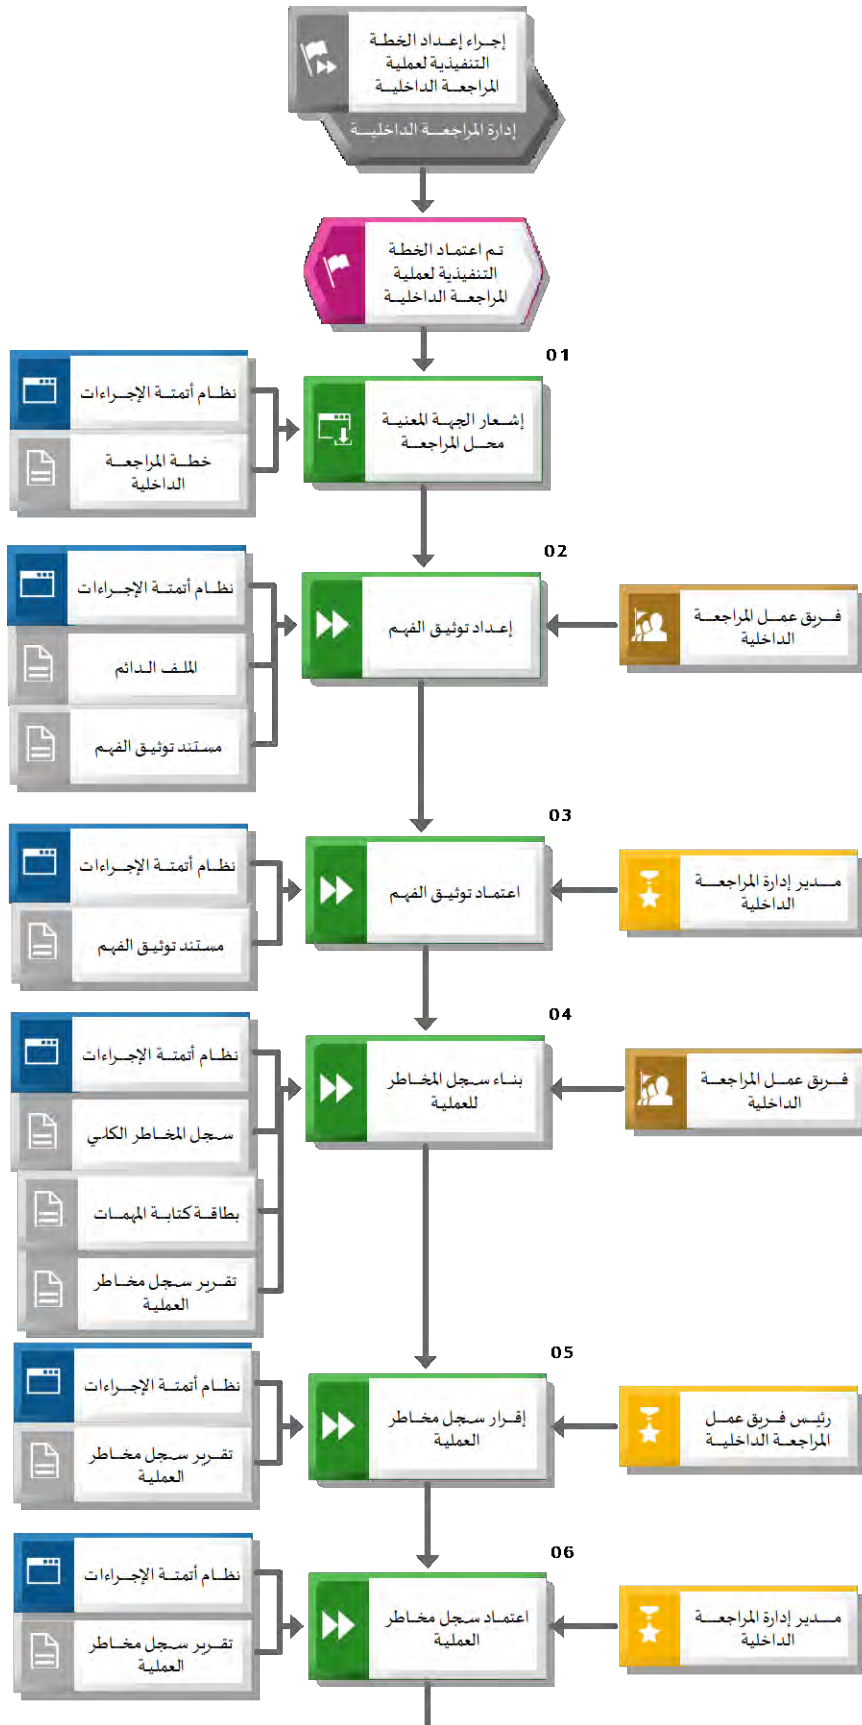 إجراء إعداد الخطة
التنفيذية لعملية
المراجعة الداخلية
إدارة المراجعة الداخلية
تم اعتماد الخطة
التنفيذية لعملية
المراجعة الداخلية
01
إشعار الجهة المعنية
محل المراجعة
نظام أتمتة الإجراءات
خطة المراجعة
الداخلية
02
فريق عمل المراجعة
الداخلية
إعداد توثيق الفهم
نظام أتمتة الإجراءات
الملف الدائم
مستند توثيق الفهم
03
مدير إدارة المراجعة
الداخلية
اعتماد توثيق الفهم
نظام أتمتة الإجراءات
مستند توثيق الفهم
04
فريق عمل المراجعة
الداخلية
بناء سجل المخاطر
للعملية
نظام أتمتة الإجراءات
سجل المخاطر الكلي
بطاقة كتابة المهمات
تقرير سجل مخاطر
العملية
05
رئيس فريق عمل
المراجعة الداخلية
إقرار سجل مخاطر
العملية
نظام أتمتة الإجراءات
تقرير سجل مخاطر
العملية
06
مدير إدارة المراجعة
الداخلية
اعتماد سجل مخاطر
العملية
نظام أتمتة الإجراءات
تقرير سجل مخاطر
العملية